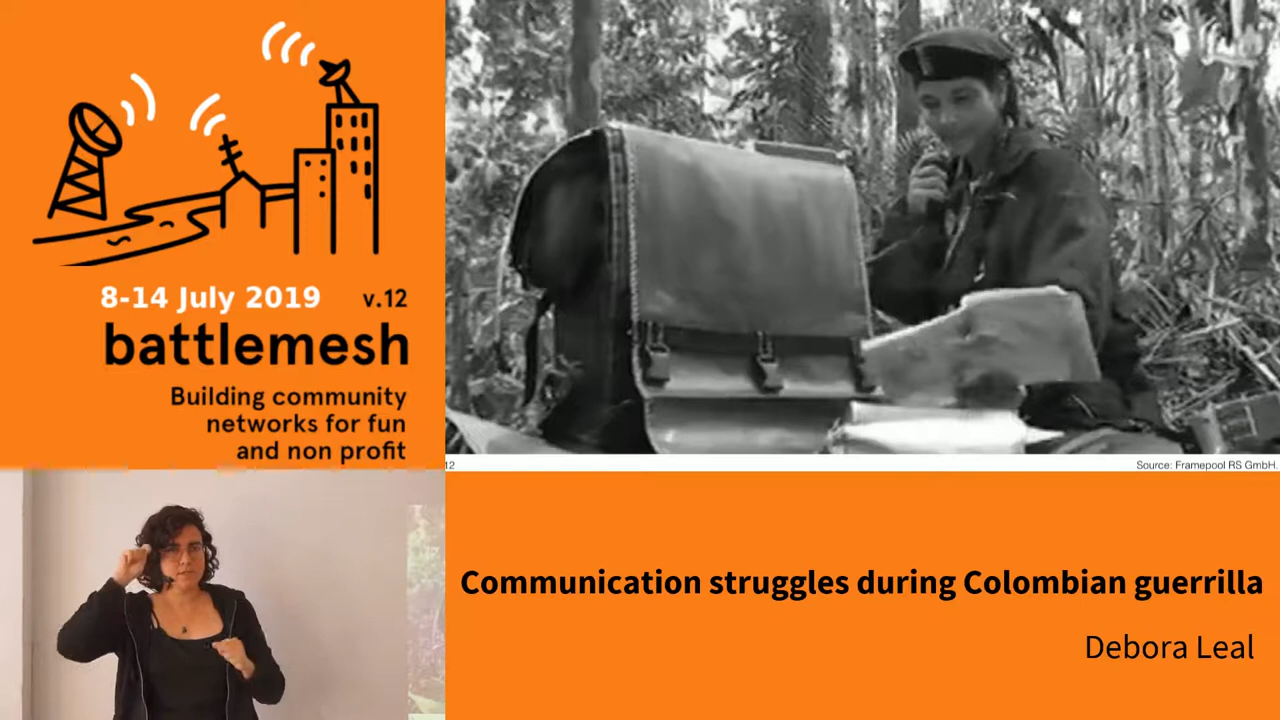 8-14 July 2019 v.12
battlemesh
Building community
networks for fun
and non profit
12
Source: Framepool RS GmbH.
Communication struggles during Colombian guerrilla
Debora Leal